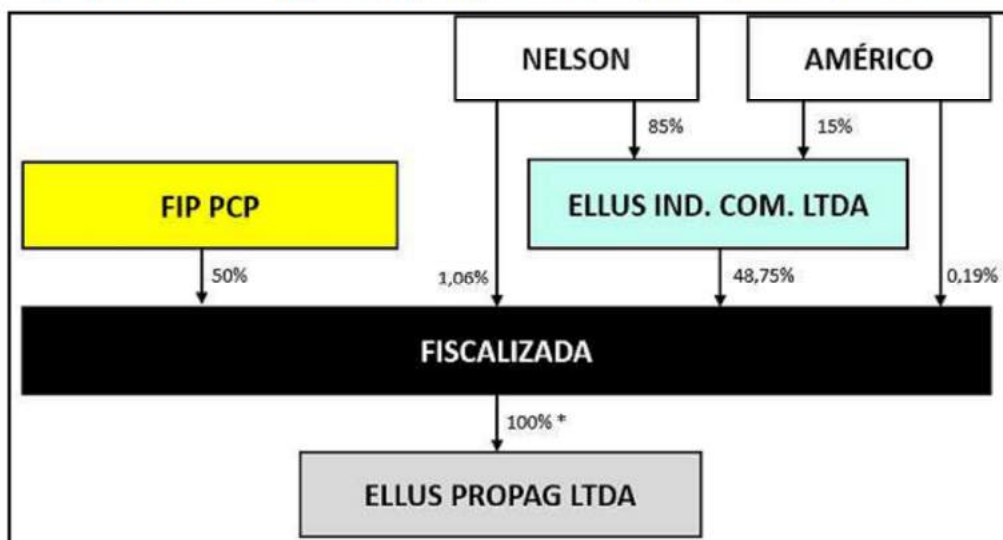 NELSON
AMÉRICO
85%
15%
FIP PCP
ELLUS IND. COM. LTDA
50%
1,06%
48,75%
0,19%
FISCALIZADA
100% *
ELLUS PROPAG LTDA